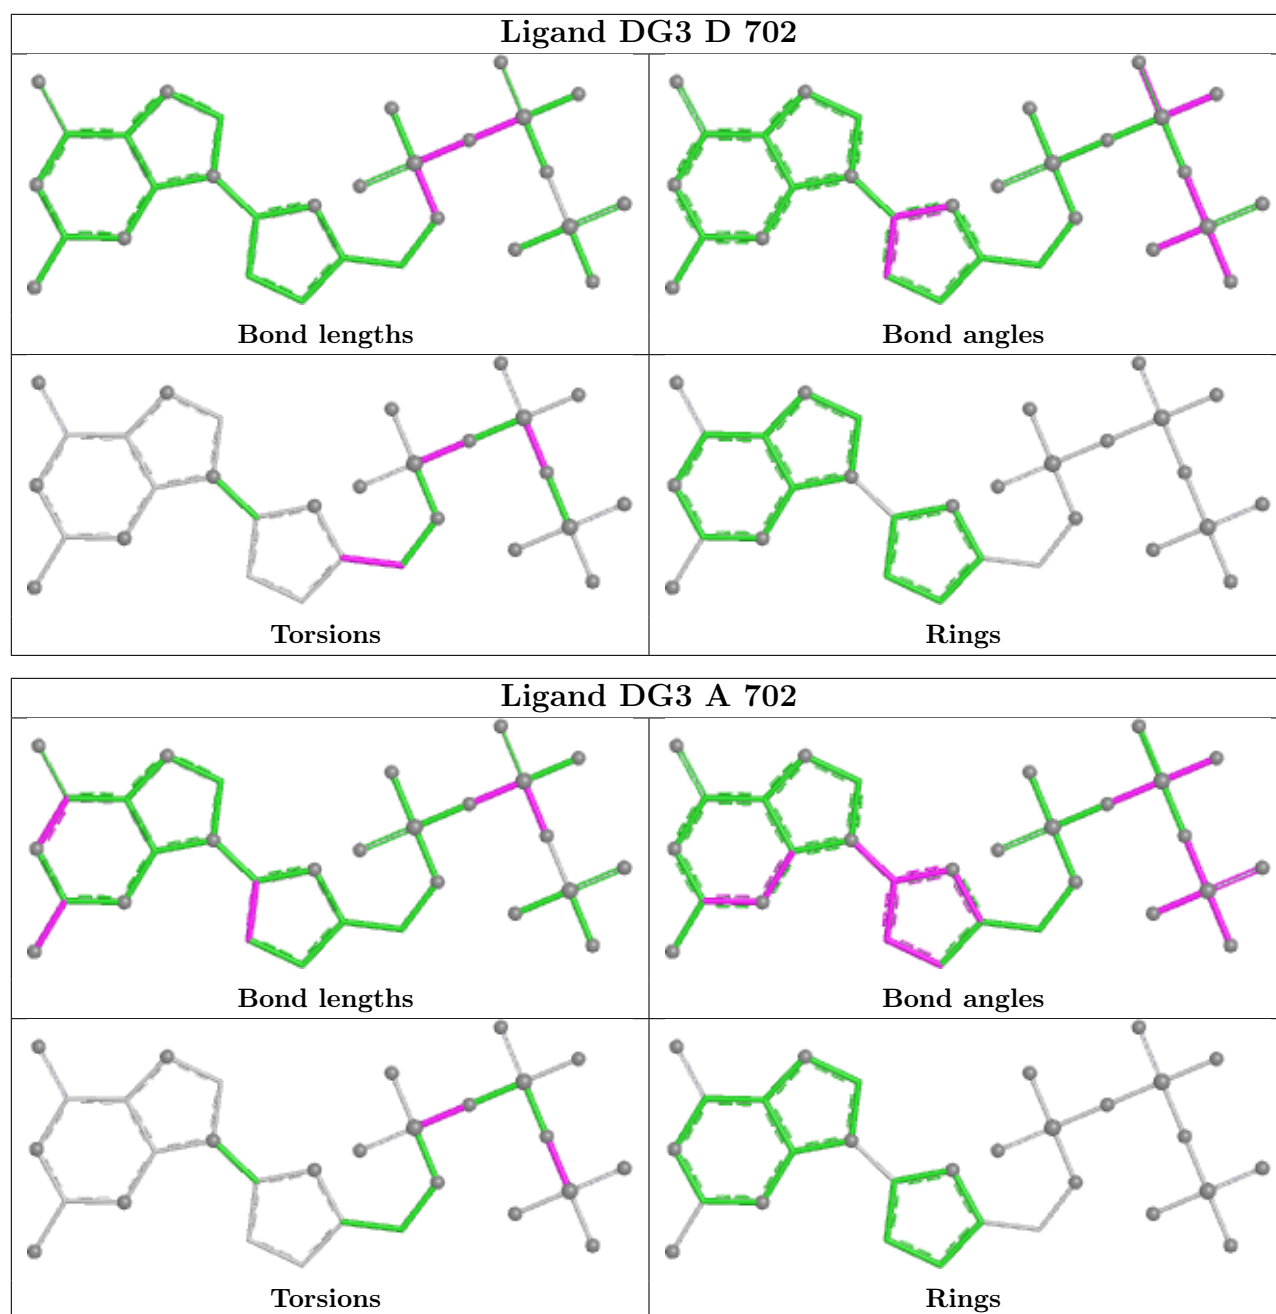 Ligand DG3 D 702
Bond lengths
Bond angles
Torsions
Rings
Ligand DG3 A 702
Bond lengths
Bond angles
Torsions
Rings